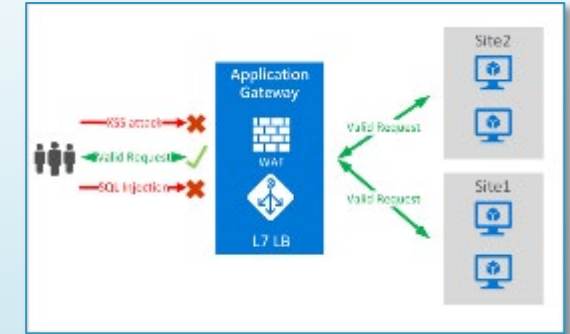 Site2
Application
Gateway
XSS attack
Valid Request
WAF
Valid Request
SQL Injection
Valid Request
Site1
L7 LB